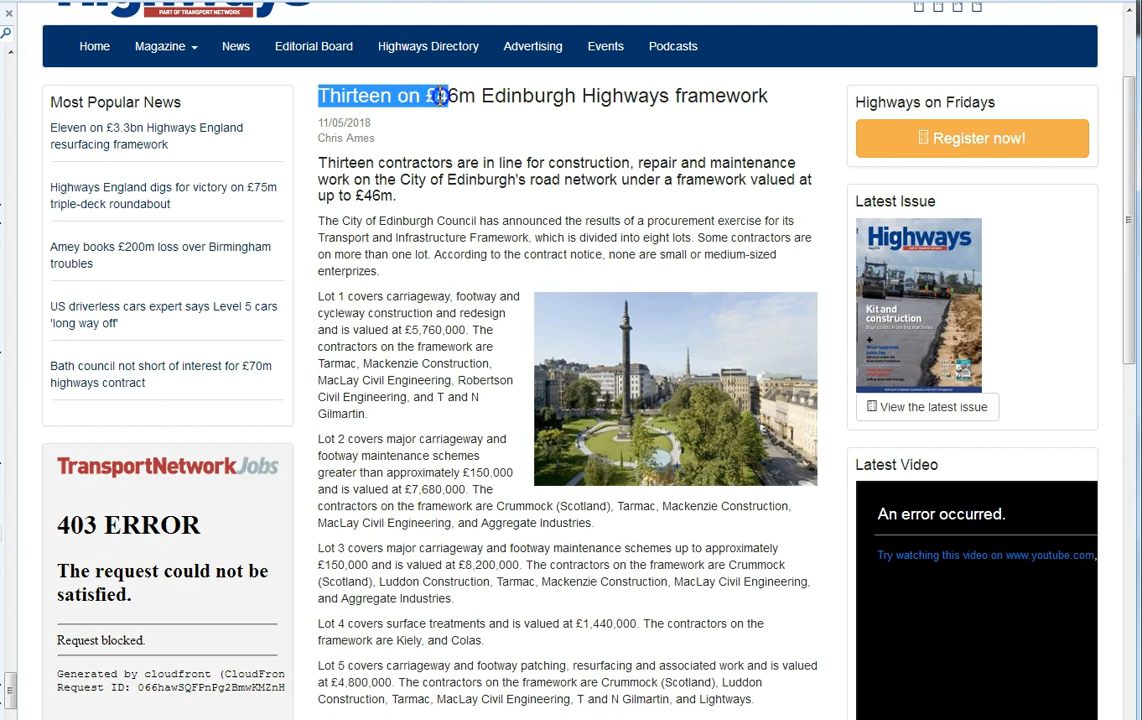 Highways
PART OF TRANSPORT NETWORK
Home
Magazine
News
Editorial Board
Highways Directory
Advertising
Events
Podcasts
Most Popular News
Eleven on £3.3bn Highways England
resurfacing framework
Highways England digs for victory on £75m
triple-deck roundabout
Amey books £200m loss over Birmingham
troubles
US driverless cars expert says Level 5 cars
'long way off'
Bath council not short of interest for £70m
highways contract
TransportNetworkJobs
403 ERROR
The request could not be
satisfied.
Request blocked.
Generated by cloudfront (CloudFron
Request ID: 066hawSQFPnPg2BmwKMZnH
Thirteen on £46m Edinburgh Highways framework
11/05/2018
Chris Ames
Thirteen contractors are in line for construction, repair and maintenance
work on the City of Edinburgh's road network under a framework valued at
up to £46m.
The City of Edinburgh Council has announced the results of a procurement exercise for its
Transport and Infrastructure Framework, which is divided into eight lots. Some contractors are
on more than one lot. According to the contract notice, none are small or medium-sized
enterprizes.
Lot 1 covers carriageway, footway and
cycleway construction and redesign
and is valued at £5,760,000. The
contractors on the framework are
Tarmac, Mackenzie Construction,
MacLay Civil Engineering, Robertson
Civil Engineering, and T and N
Gilmartin.
Lot 2 covers major carriageway and
footway maintenance schemes
greater than approximately £150,000
and is valued at £7,680,000. The
contractors on the framework are Crummock (Scotland), Tarmac, Mackenzie Construction,
MacLay Civil Engineering, and Aggregate Industries.
Lot 3 covers major carriageway and footway maintenance schemes up to approximately
£150,000 and is valued at £8,200,000. The contractors on the framework are Crummock
(Scotland), Luddon Construction, Tarmac, Mackenzie Construction, MacLay Civil Engineering,
and Aggregate Industries.
Lot 4 covers surface treatments and is valued at £1,440,000. The contractors on the
framework are Kiely, and Colas.
Lot 5 covers carriageway and footway patching, resurfacing and associated work and is valued
at £4,800,000. The contractors on the framework are Crummock (Scotland), Luddon
Construction, Tarmac, MacLay Civil Engineering, T and N Gilmartin, and Lightways.
Highways on Fridays
Register now!
Latest Issue
Highways
Kit and
construction
View the latest issue
Latest Video
An error occurred.
Try watching this video on www.youtube.com,